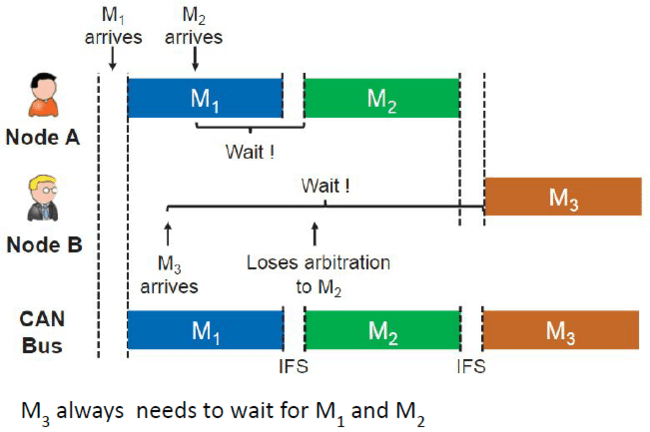 M1 arrives
M2 arrives
M1
M2
Node A
Wait !
Wait !
M3
Node B
M3 arrives
Loses arbitration
to M2
CAN
Bus
M1
M2
M3
IFS
IFS
M3 always needs to wait for M1 and M2